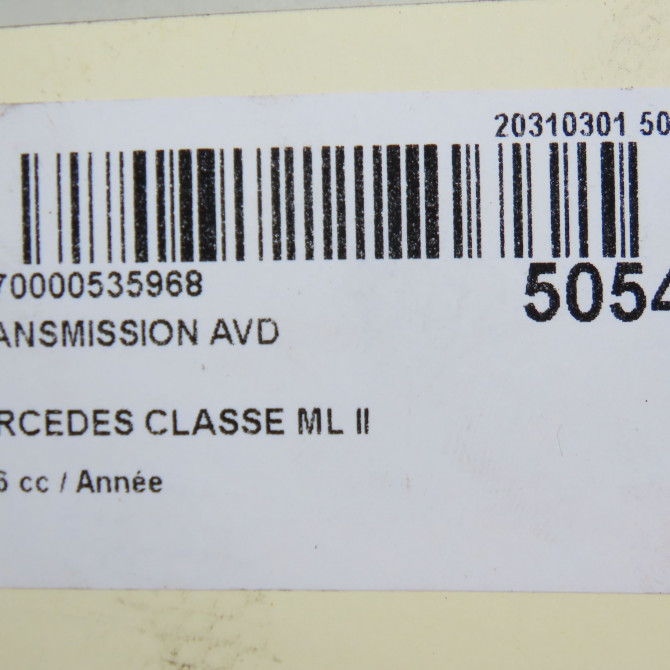 20310301 50
70000535968
5054
ANSMISSION AVD
RCEDES CLASSE ML II
6 cc / Année